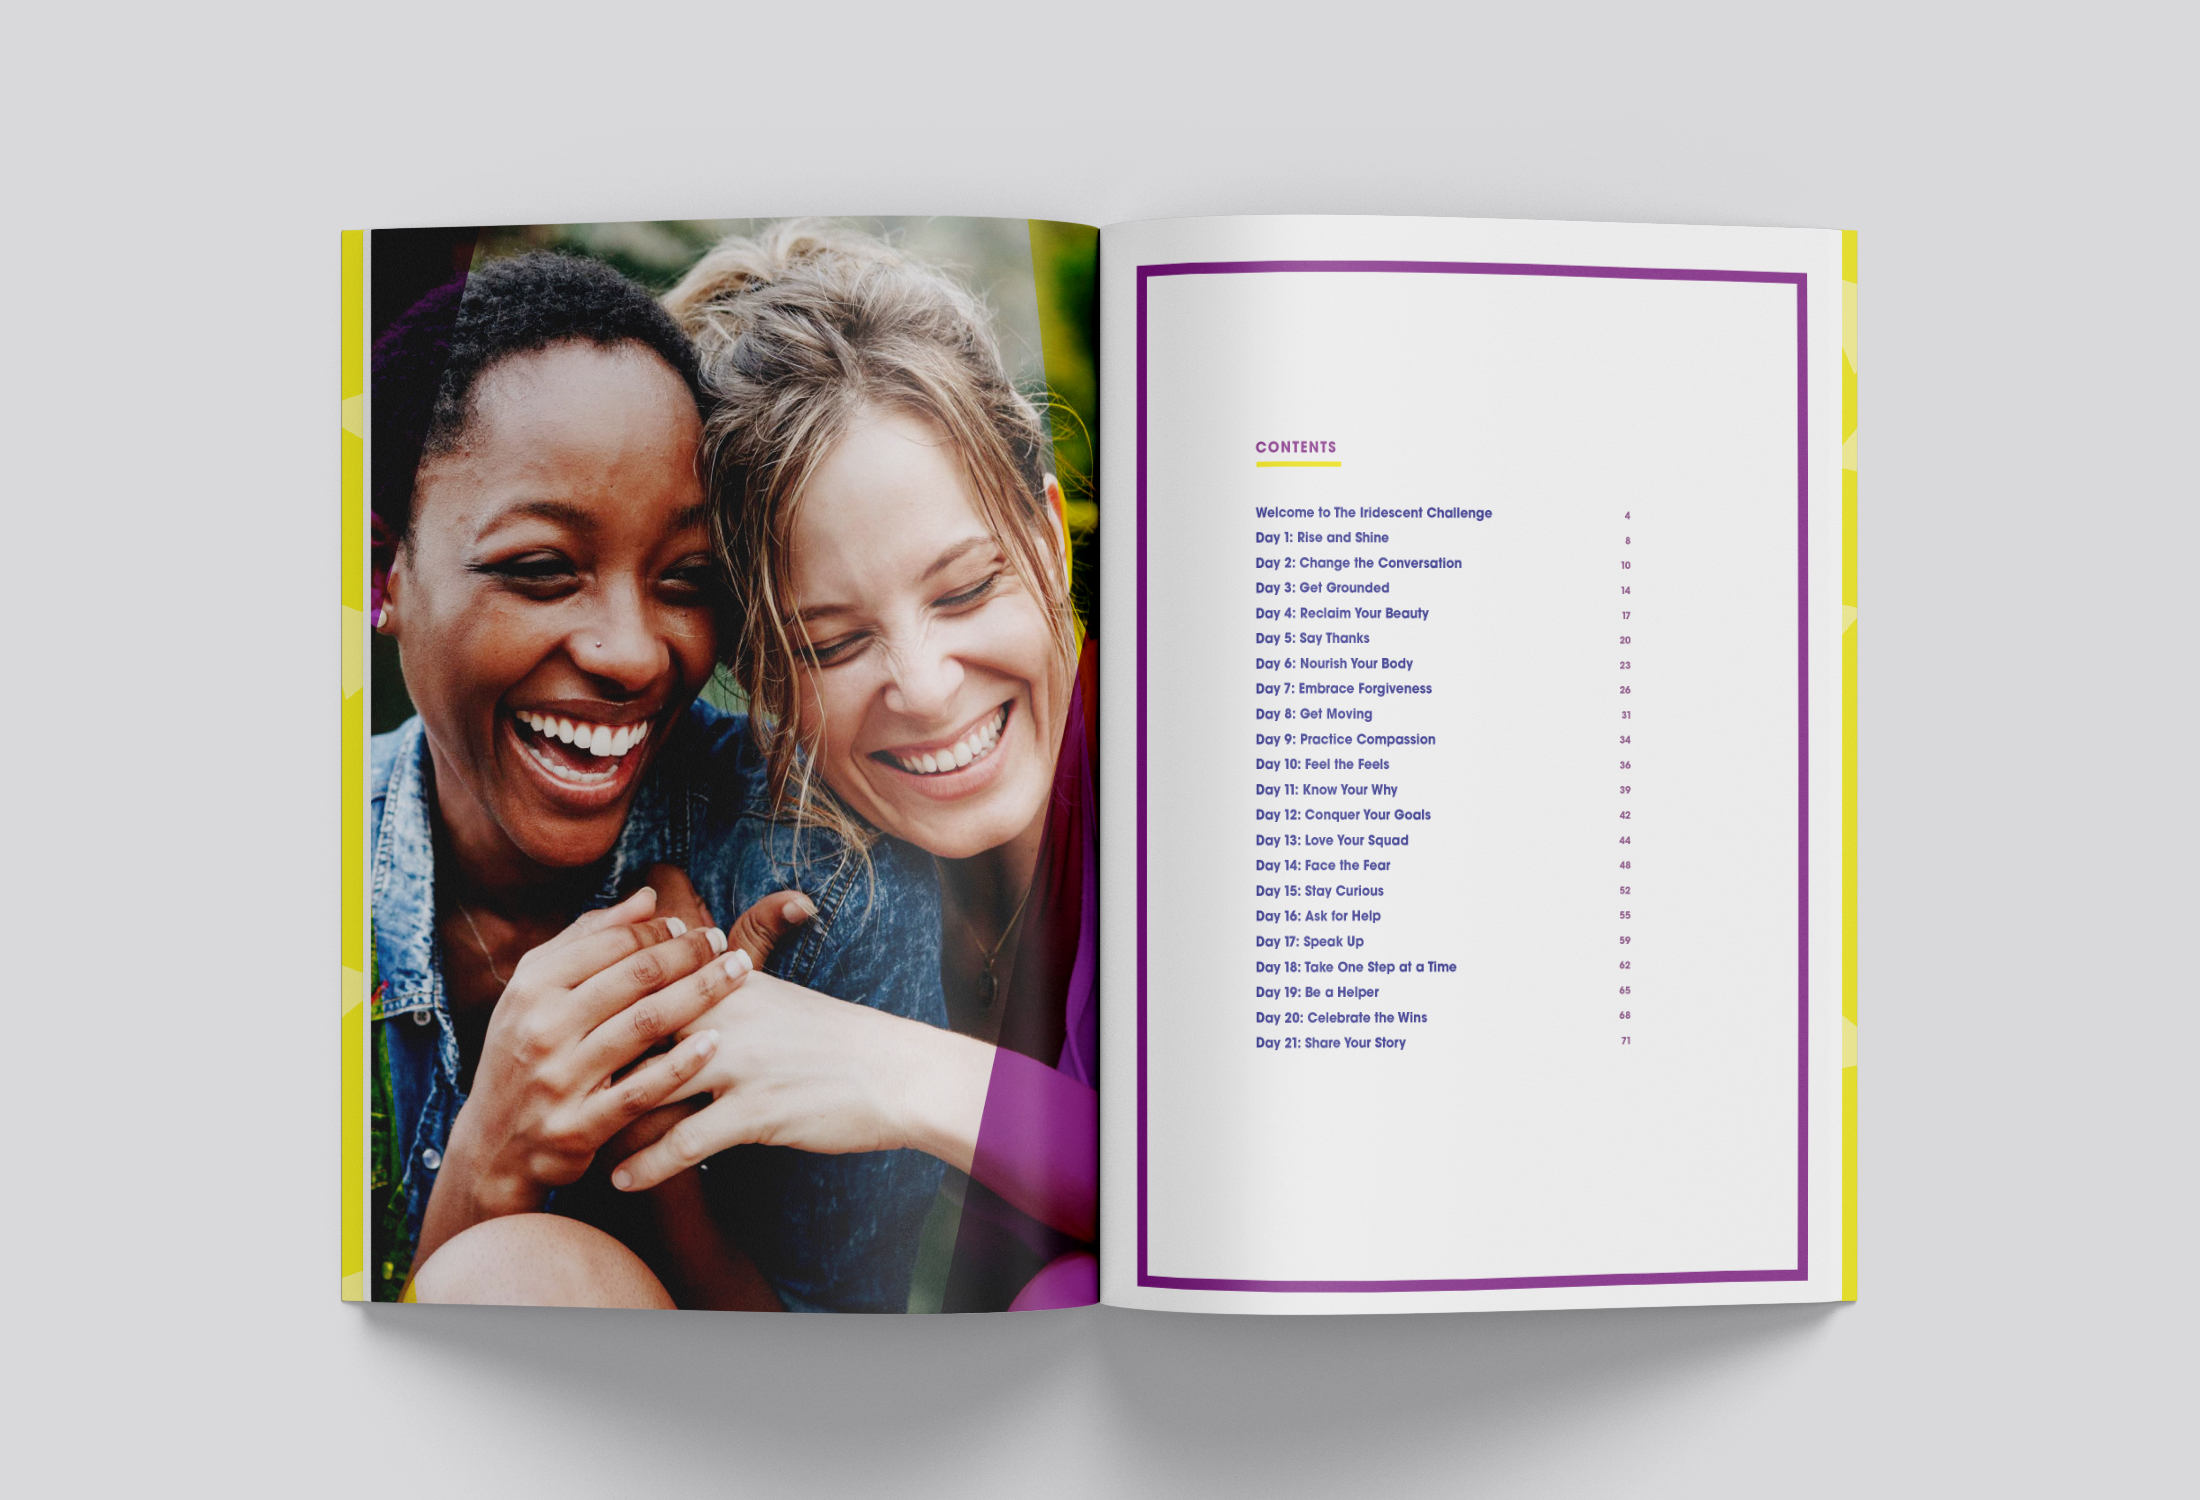 CONTENTS
Welcome to The Iridescent Challenge 4
Day 1: Rise and Shine 8
Day 2: Change the Conversation 10
Day 3: Get Grounded 14
Day 4: Reclaim Your Beauty 17
Day 5: Say Thanks 20
Day 6: Nourish Your Body 23
Day 7: Embrace Forgiveness 26
Day 8: Get Moving 31
Day 9: Practice Compassion 34
Day 10: Feel the Feels 36
Day 11: Know Your Why 39
Day 12: Conquer Your Goals 42
Day 13: Love Your Squad 44
Day 14: Face the Fear 48
Day 15: Stay Curious 52
Day 16: Ask for Help 55
Day 17: Speak Up 59
Day 18: Take One Step at a Time 62
Day 19: Be a Helper 65
Day 20: Celebrate the Wins 68
Day 21: Share Your Story 71